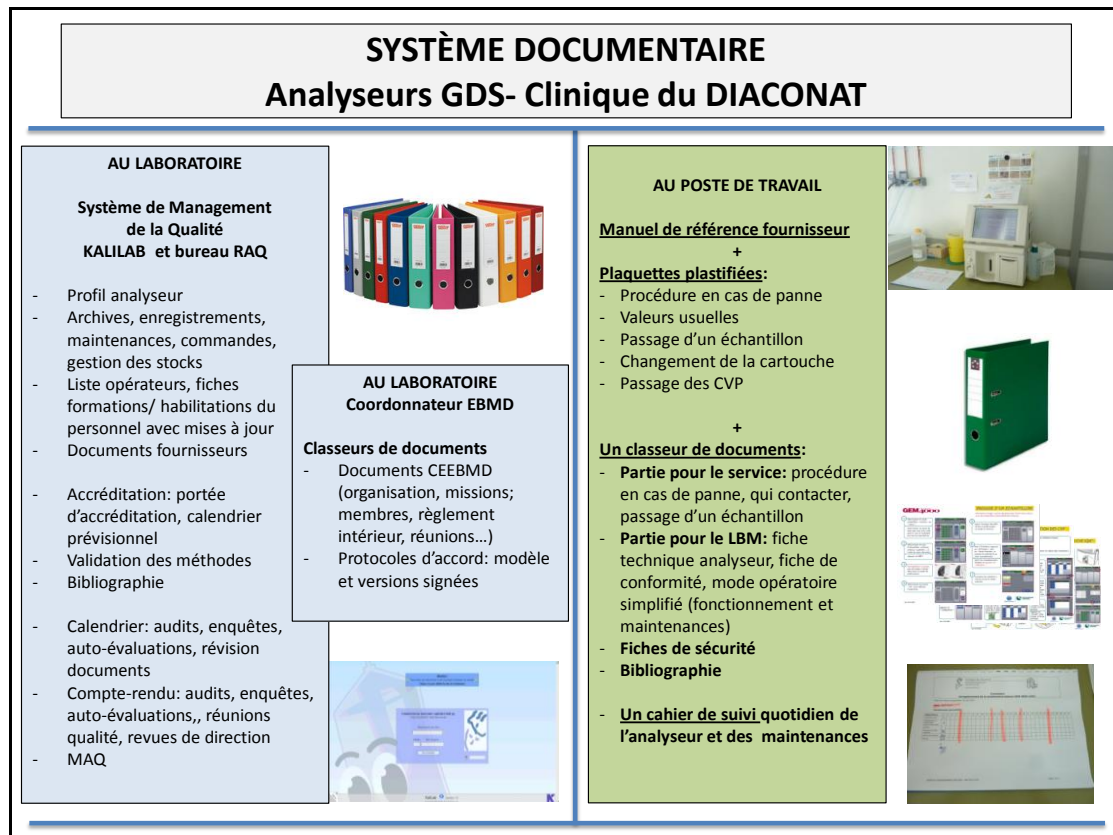 SYSTÈME DOCUMENTAIRE
Analyseurs GDS- Clinique du DIACONAT
AU LABORATOIRE
Système de Management
de la Qualité
KALILAB et bureau RAQ
- Profil analyseur
- Archives, enregistrements,
maintenances, commandes,
gestion des stocks
- Liste opérateurs, fiches
formations/ habilitations du
personnel avec mises à jour
- Documents fournisseurs
- Accréditation: portée
d'accréditation, calendrier
prévisionnel
- Validation des méthodes
- Bibliographie
- Calendrier: audits, enquêtes,
auto-évaluations, révision
documents
- Compte-rendu: audits, enquêtes,
auto-évaluations,, réunions
qualité, revues de direction
- MAQ
AU LABORATOIRE
Coordonnateur EBMD
Classeurs de documents
- Documents CEEBMD
(organisation, missions;
membres, règlement
intérieur, réunions…)
- Protocoles d'accord: modèle
et versions signées
AU POSTE DE TRAVAIL
Manuel de référence fournisseur
+
Plaquettes plastifiées:
- Procédure en cas de panne
- Valeurs usuelles
- Passage d'un échantillon
- Changement de la cartouche
- Passage des CVP
+
Un classeur de documents:
- Partie pour le service: procédure
en cas de panne, qui contacter,
passage d'un échantillon
- Partie pour le LBM: fiche
technique analyseur, fiche de
conformité, mode opératoire
simplifié (fonctionnement et
maintenances)
- Fiches de sécurité
- Bibliographie
- Un cahier de suivi quotidien de
l'analyseur et des maintenances